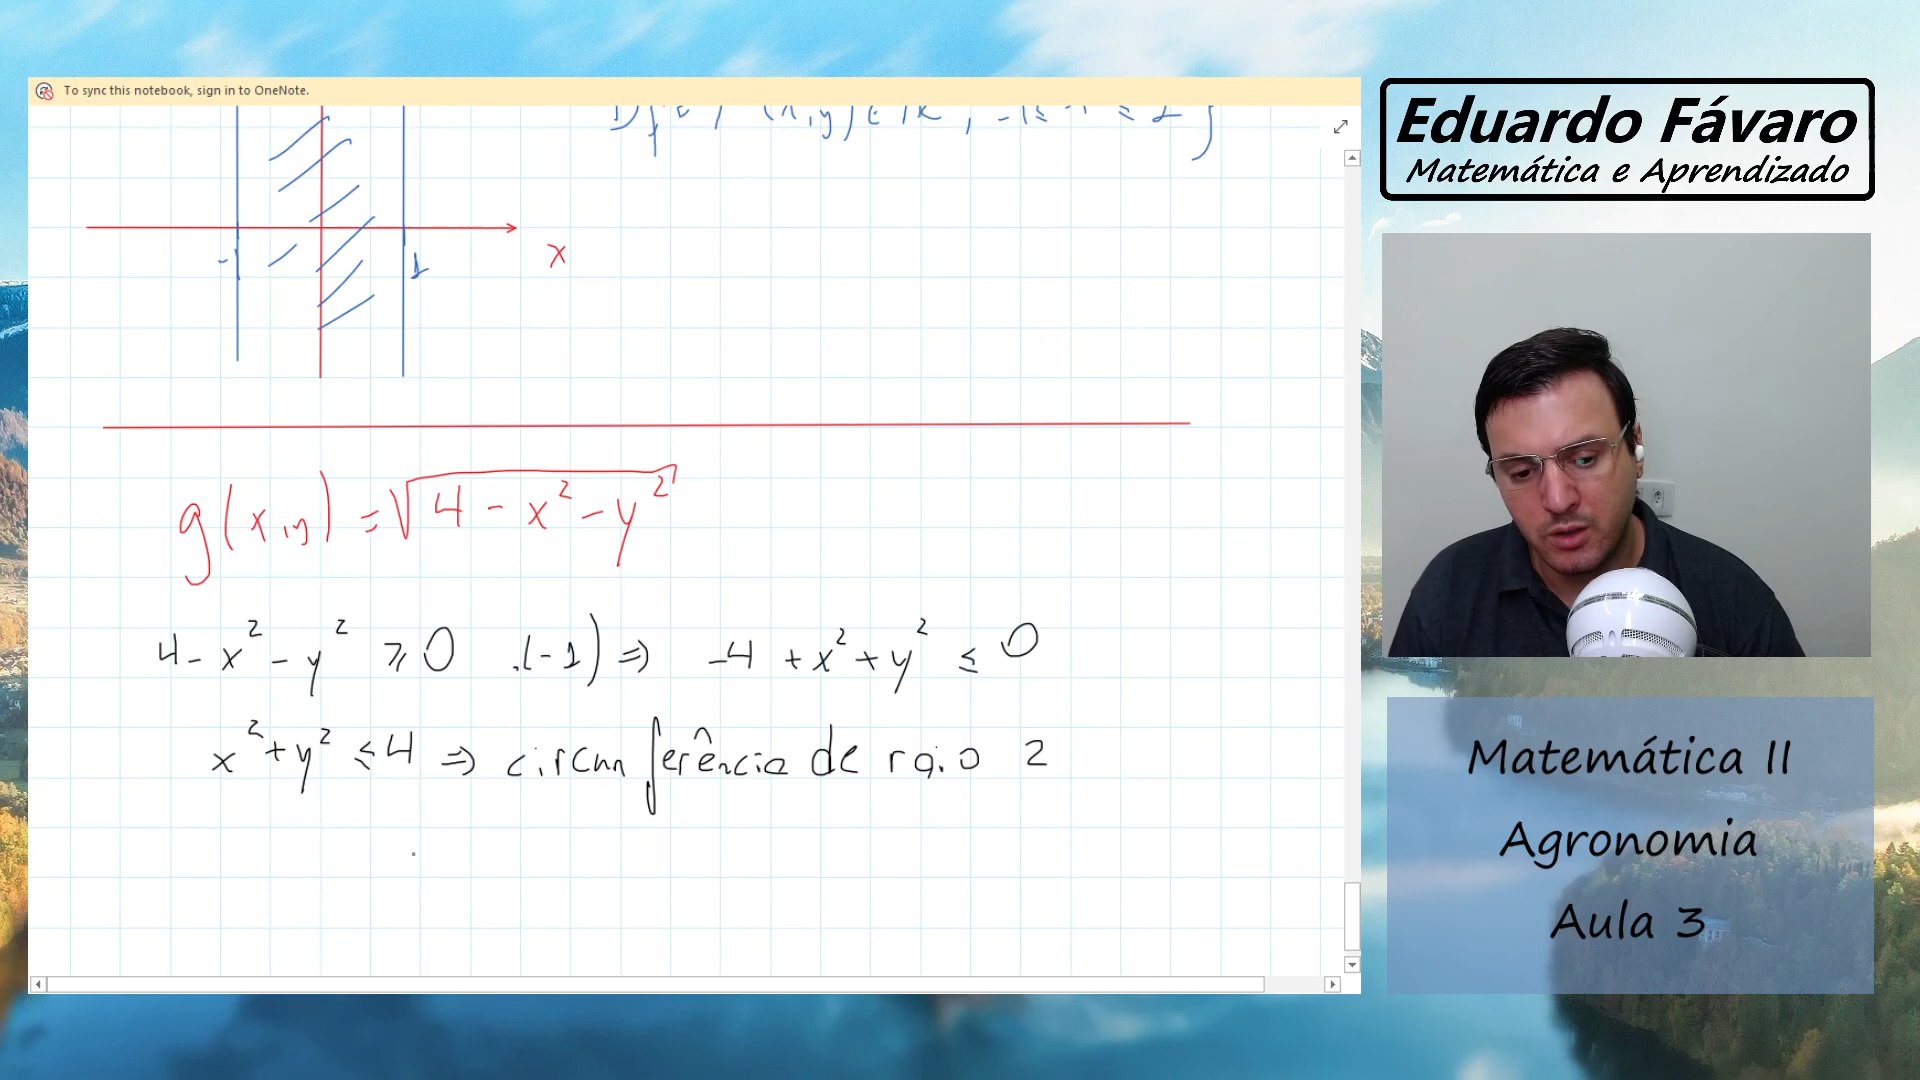 To sync this notebook, sign in to OneNote.
-1
1
x
g(x,y) = √4 - x² - y²
4 - x² - y² ≥ 0 .(-1) ⇒ -4 + x² + y² ≤ 0
x² + y² ≤ 4 ⇒ circunferência de raio 2
Eduardo Fávaro
Matemática e Aprendizado
Matemática II
Agronomia
Aula 3